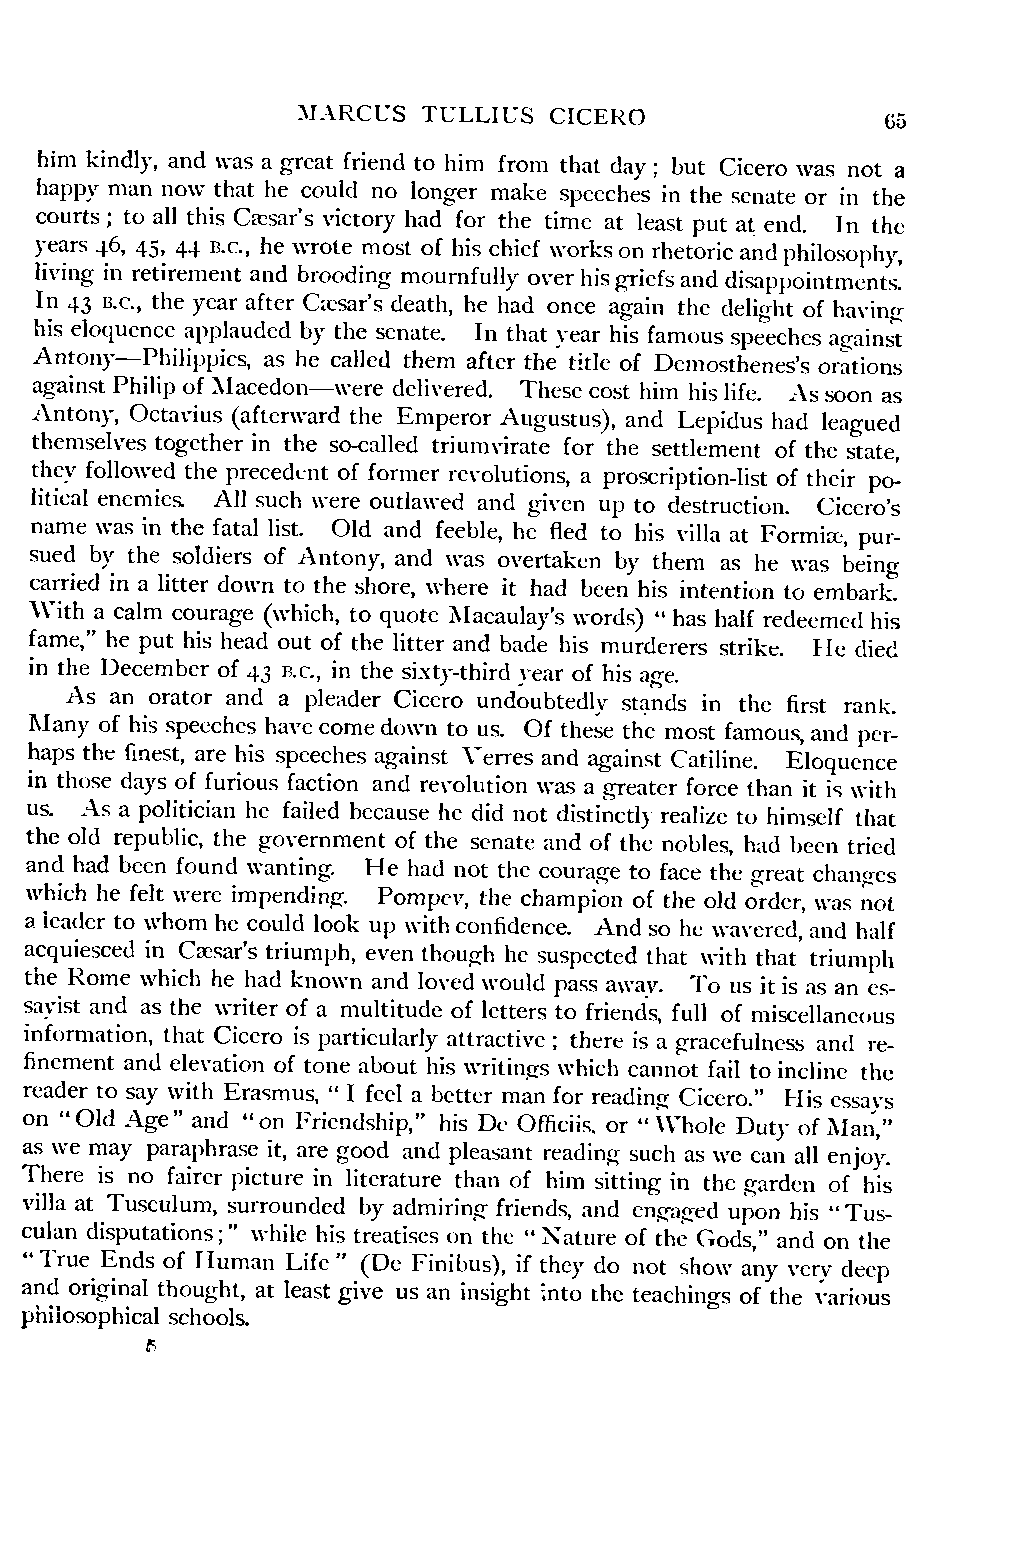 MARCUS TULLIUS CICERO 65
him kindly, and was a great friend to him from that day; but Cicero was not a
happy man now that he could no longer make speeches in the senate or in the
courts; to all this Cæsar's victory had for the time at least put at end. In the
years 46, 45, 44 B.C., he wrote most of his chief works on rhetoric and philosophy,
living in retirement and brooding mournfully over his griefs and disappointments.
In 43 B.C., the year after Cæsar's death, he had once again the delight of having
his eloquence applauded by the senate. In that year his famous speeches against
Antony—Philippics, as he called them after the title of Demosthenes's orations
against Philip of Macedon—were delivered. These cost him his life. As soon as
Antony, Octavius (afterward the Emperor Augustus), and Lepidus had leagued
themselves together in the so-called triumvirate for the settlement of the state,
they followed the precedent of former revolutions, a proscription-list of their po-
litical enemies. All such were outlawed and given up to destruction. Cicero's
name was in the fatal list. Old and feeble, he fled to his villa at Formiæ, pur-
sued by the soldiers of Antony, and was overtaken by them as he was being
carried in a litter down to the shore, where it had been his intention to embark.
With a calm courage (which, to quote Macaulay's words) "has half redeemed his
fame," he put his head out of the litter and bade his murderers strike. He died
in the December of 43 B.C., in the sixty-third year of his age.
As an orator and a pleader Cicero undoubtedly stands in the first rank.
Many of his speeches have come down to us. Of these the most famous, and per-
haps the finest, are his speeches against Verres and against Catiline. Eloquence
in those days of furious faction and revolution was a greater force than it is with
us. As a politician he failed because he did not distinctly realize to himself that
the old republic, the government of the senate and of the nobles, had been tried
and had been found wanting. He had not the courage to face the great changes
which he felt were impending. Pompey, the champion of the old order, was not
a leader to whom he could look up with confidence. And so he wavered, and half
acquiesced in Cæsar's triumph, even though he suspected that with that triumph
the Rome which he had known and loved would pass away. To us it is as an es-
sayist and as the writer of a multitude of letters to friends, full of miscellaneous
information, that Cicero is particularly attractive; there is a gracefulness and re-
finement and elevation of tone about his writings which cannot fail to incline the
reader to say with Erasmus, "I feel a better man for reading Cicero." His essays
on "Old Age" and "on Friendship," his De Officiis, or "Whole Duty of Man,"
as we may paraphrase it, are good and pleasant reading such as we can all enjoy.
There is no fairer picture in literature than of him sitting in the garden of his
villa at Tusculum, surrounded by admiring friends, and engaged upon his "Tus-
culan disputations;" while his treatises on the "Nature of the Gods," and on the
"True Ends of Human Life" (De Finibus), if they do not show any very deep
and original thought, at least give us an insight into the teachings of the various
philosophical schools.
5